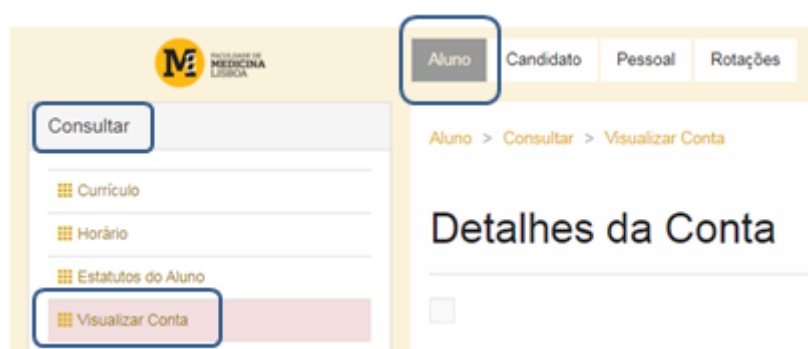 FACULDADE DE
MEDICINA
LISBOA
Aluno Candidato Pessoal Rotações
Consultar
Aluno > Consultar > Visualizar Conta
Currículo
Horário
Detalhes da Conta
Estatutos do Aluno
Visualizar Conta